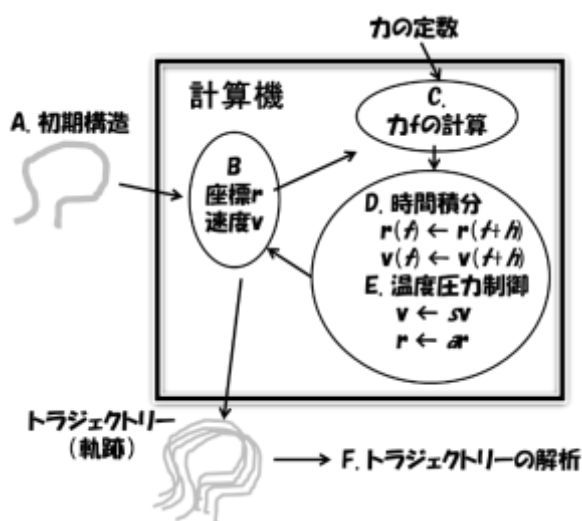 力の定数
計算機
C.
力fの計算
A. 初期構造
B
座標r
速度v
D. 時間積分
r(t) ← r(t+h)
v(t) ← v(t+h)
E. 温度圧力制御
v ← sv
r ← ar
トラジェクトリー
(軌跡)
F. トラジェクトリーの解析